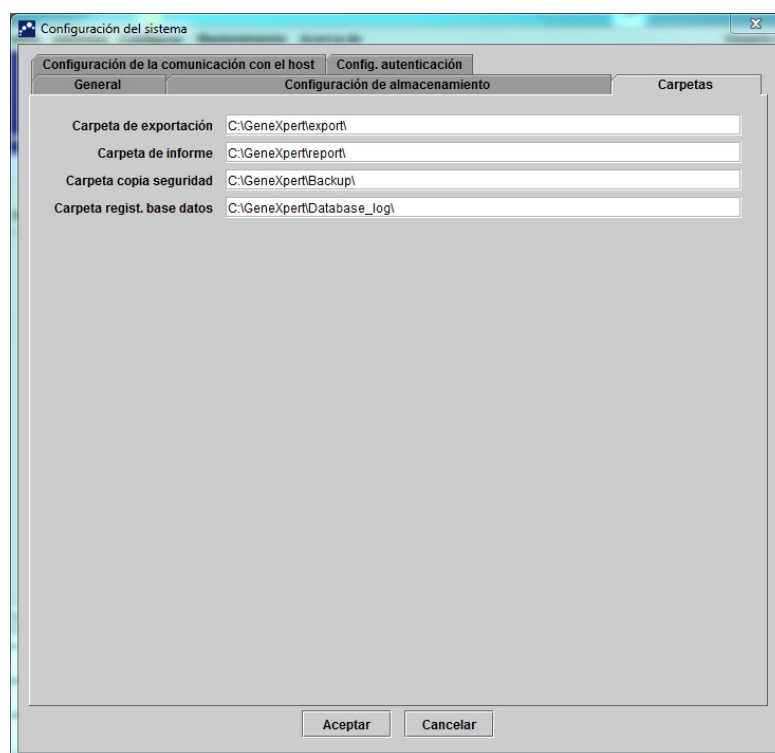 Configuración del sistema
Configuración de la comunicación con el host Config. autenticación
General Configuración de almacenamiento Carpetas
Carpeta de exportación C:\GeneXpert\export\
Carpeta de informe C:\GeneXpert\report\
Carpeta copia seguridad C:\GeneXpert\Backup\
Carpeta regist. base datos C:\GeneXpert\Database_log\
Aceptar Cancelar